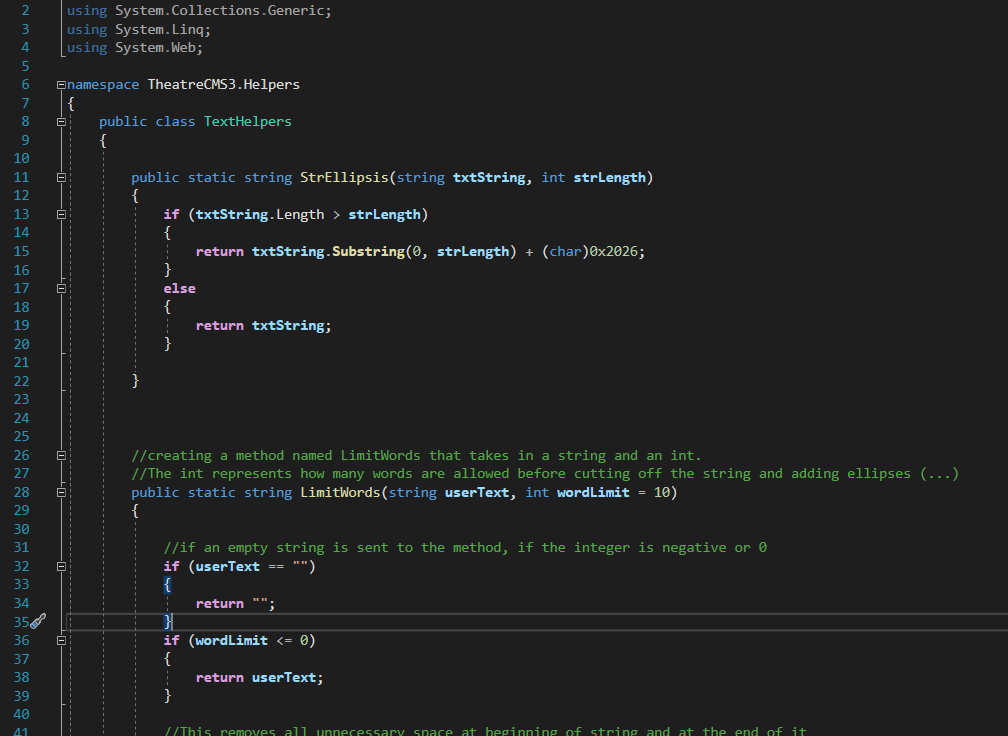 2 using System.Collections.Generic;
3 using System.Linq;
4 using System.Web;
5
6 namespace TheatreCMS3.Helpers
7 {
8 public class TextHelpers
9 {
10
11 public static string StrEllipsis(string txtString, int strLength)
12 {
13 if (txtString.Length > strLength)
14 {
15 return txtString.Substring(0, strLength) + (char)0x2026;
16 }
17 else
18 {
19 return txtString;
20 }
21
22 }
23
24
25
26 //creating a method named LimitWords that takes in a string and an int.
27 //The int represents how many words are allowed before cutting off the string and adding ellipses (...)
28 public static string LimitWords(string userText, int wordLimit = 10)
29 {
30
31 //if an empty string is sent to the method, if the integer is negative or 0
32 if (userText == "")
33 {
34 return "";
35 }
36 if (wordLimit <= 0)
37 {
38 return userText;
39 }
40
41 //This removes all unnecessary space at beginning of string and at the end of it